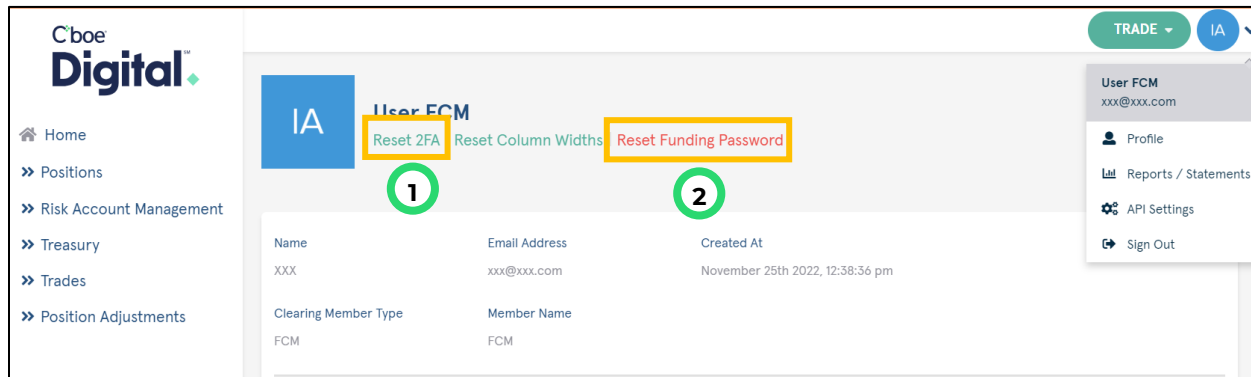 Cboe
Digital™
Home
Positions
Risk Account Management
Treasury
Trades
Position Adjustments
TRADE
IA
IA
User FCM
Reset 2FA Reset Column Widths Reset Funding Password
1
2
User FCM
xxx@xxx.com
Profile
Reports / Statements
API Settings
Sign Out
Name Email Address Created At
XXX xxx@xxx.com November 25th 2022, 12:38:36 pm
Clearing Member Type Member Name
FCM FCM